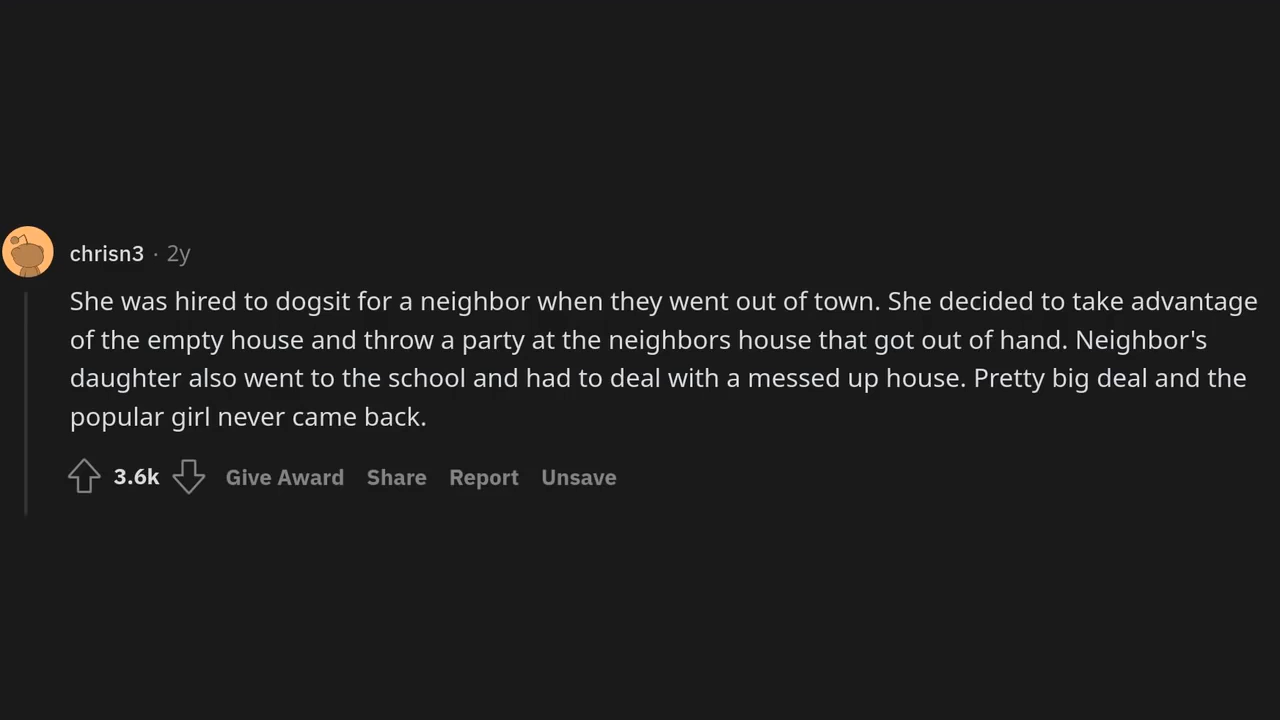 chrisn3 · 2y
She was hired to dogsit for a neighbor when they went out of town. She decided to take advantage
of the empty house and throw a party at the neighbors house that got out of hand. Neighbor's
daughter also went to the school and had to deal with a messed up house. Pretty big deal and the
popular girl never came back.
3.6k Give Award Share Report Unsave